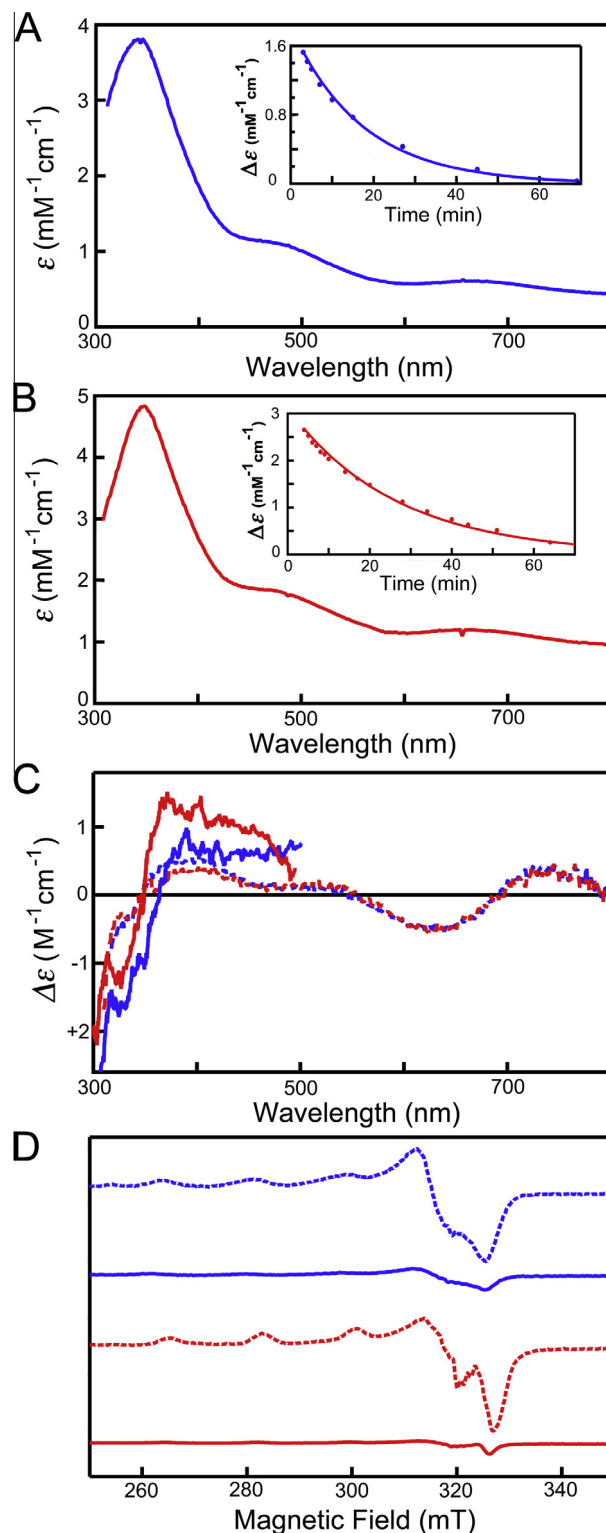 A
4
3
2
1
0
ε (mM⁻¹cm⁻¹)
300
500
700
Wavelength (nm)
1.6
0.8
0
Δε (mM⁻¹cm⁻¹)
0
20
40
60
Time (min)
B
5
4
3
2
1
0
ε (mM⁻¹cm⁻¹)
300
500
700
Wavelength (nm)
3
2
1
0
Δε (mM⁻¹cm⁻¹)
0
20
40
60
Time (min)
C
1
0
-1
+2
Δε (M⁻¹cm⁻¹)
300
500
700
Wavelength (nm)
D
260
280
300
320
340
Magnetic Field (mT)